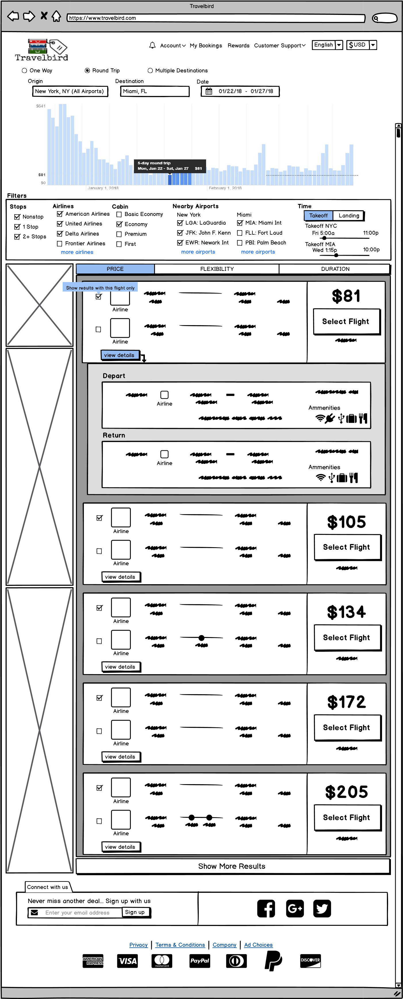 Travelbird
https://www.travelbird.com
Travelbird
Account My Bookings Rewards Customer Support English $ USD
One Way Round Trip Multiple Destinations
Origin Destination Date
New York, NY (All Airports) Miami, FL 01/22/18 - 01/27/18
$641
5-day round trip
Mon, Jan 22 - Sat, Jan 27 $81
$81
$0
January 1, 2018 February 1, 2018
Filters
Stops
Nonstop
1 Stop
2+ Stops
Airlines
American Airlines
United Airlines
Delta Airlines
Frontier Airlines
more airlines
Cabin
Basic Economy
Economy
Premium
First
Nearby Airports
New York
LGA: LaGuardia
JFK: John F. Kenn
EWR: Newark Int
more airports
Miami
MIA: Miami Int
FLL: Fort Laud
PBI: Palm Beach
more airports
Time
Takeoff Landing
Takeoff NYC
Fri 5:00a 11:00p
Takeoff MIA
Wed 1:15p 10:00p
PRICE FLEXIBILITY DURATION
Show results with this flight only
Airline
Airline
view details
$81
Select Flight
Depart
Airline
Ammenities
Return
Airline
Ammenities
Airline
Airline
view details
$105
Select Flight
Airline
Airline
view details
$134
Select Flight
Airline
Airline
view details
$172
Select Flight
Airline
Airline
view details
$205
Select Flight
Show More Results
Connect with us
Never miss another deal... Sign up with us
Enter your email address Sign up
G+
Privacy Terms & Conditions Company Ad Choices
AMERICAN EXPRESS VISA mastercard PayPal DISCOVER